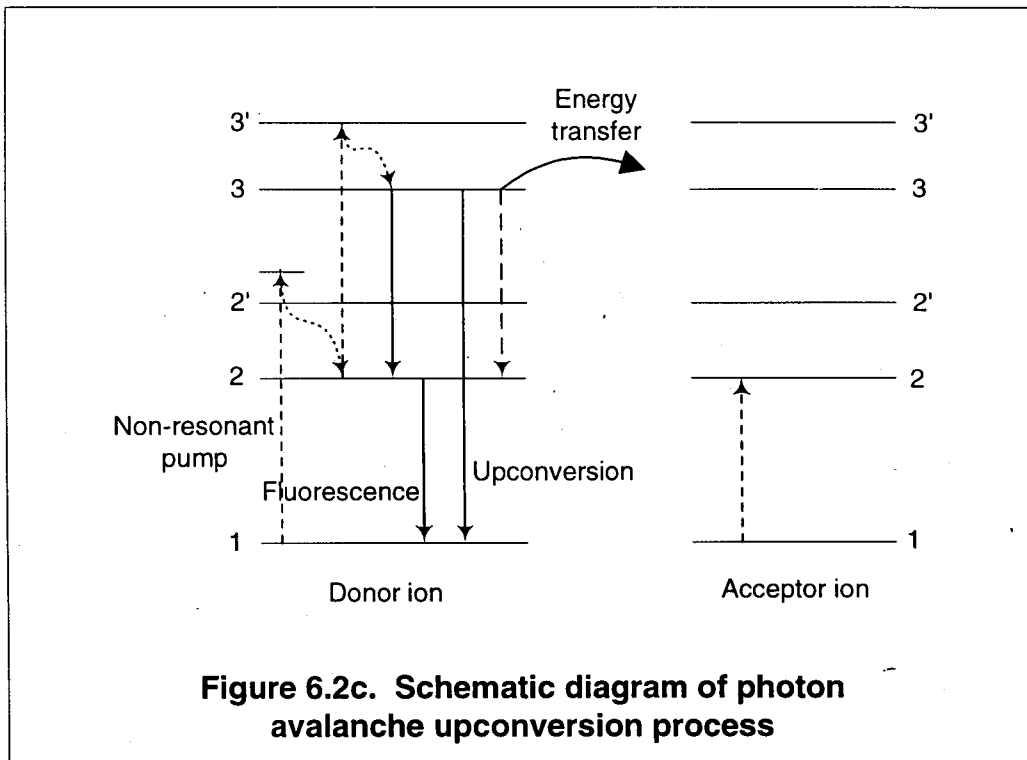 Energy
transfer
3'
3
2'
2
Non-resonant
pump
Fluorescence
Upconversion
1
Donor ion
3'
3
2'
2
1
Acceptor ion
Figure 6.2c. Schematic diagram of photon
avalanche upconversion process